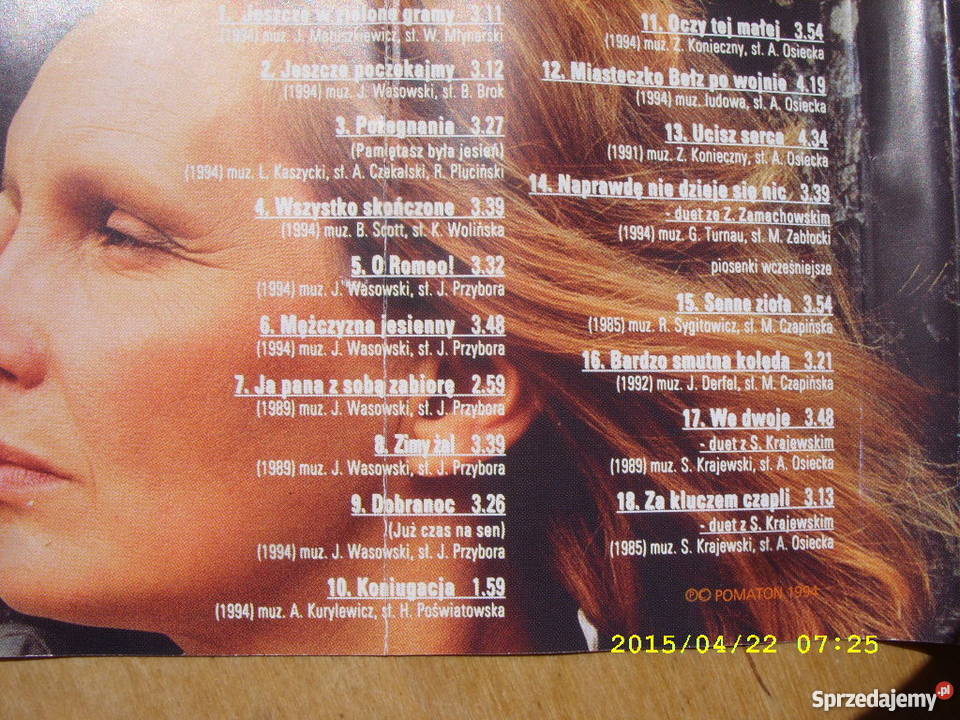 1. Jeszcze w zielone gramy 3.11
(1994) muz. J. Matuszkiewicz, sł. W. Młynarski
2. Jeszcze poczekajmy 3.12
(1994) muz. J. Wasowski, sł. B. Brok
3. Pożegnania 3.27
(Pamiętasz była jesień)
(1994) muz. L. Kaszycki, sł. A. Czekalski, R. Pluciński
4. Wszystko skończone 3.39
(1994) muz. B. Scott, sł. K. Wolińska
5. O Romeo! 3.32
(1994) muz. J. Wasowski, sł. J. Przybora
6. Mężczyzna jesienny 3.48
(1994) muz. J. Wasowski, sł. J. Przybora
7. Ja pana z sobą zabiorę 2.59
(1989) muz. J. Wasowski, sł. J. Przybora
8. Zimy żal 3.39
(1989) muz. J. Wasowski, sł. J. Przybora
9. Dobranoc 3.26
(Już czas na sen)
(1994) muz. J. Wasowski, sł. J. Przybora
10. Koniugacja 1.59
(1994) muz. A. Kurylewicz, sł. H. Poświatowska
11. Oczy tej małej 3.54
(1994) muz. Z. Konieczny, sł. A. Osiecka
12. Miasteczko Bełz po wojnie 4.19
(1994) muz. ludowa, sł. A. Osiecka
13. Ucisz serce 4.34
(1991) muz. Z. Konieczny, sł. A. Osiecka
14. Naprawdę nie dzieje się nic 3.39
- duet ze Z. Zamachowskim
(1994) muz. G. Turnau, sł. M. Zabłocki
piosenki wcześniejsze
15. Senne zioła 3.54
(1985) muz. R. Sygitowicz, sł. M. Czapińska
16. Bardzo smutna kolęda 3.21
(1992) muz. J. Derfel, sł. M. Czapińska
17. We dwoje 3.48
- duet z S. Krajewskim
(1989) muz. S. Krajewski, sł. A. Osiecka
18. Za kluczem czapli 3.13
- duet z S. Krajewskim
(1985) muz. S. Krajewski, sł. A. Osiecka
℗© POMATON 1994
2015/04/22 07:25
Sprzedajemy.pl